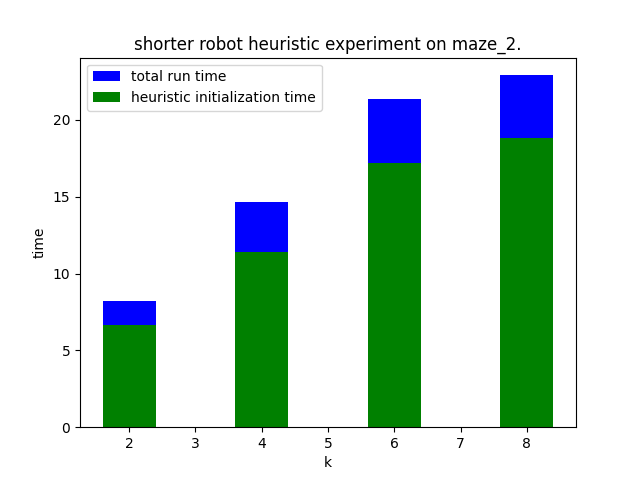 shorter robot heuristic experiment on maze_2.
total run time
heuristic initialization time
20
15
10
5
0
time
2 3 4 5 6 7 8
k